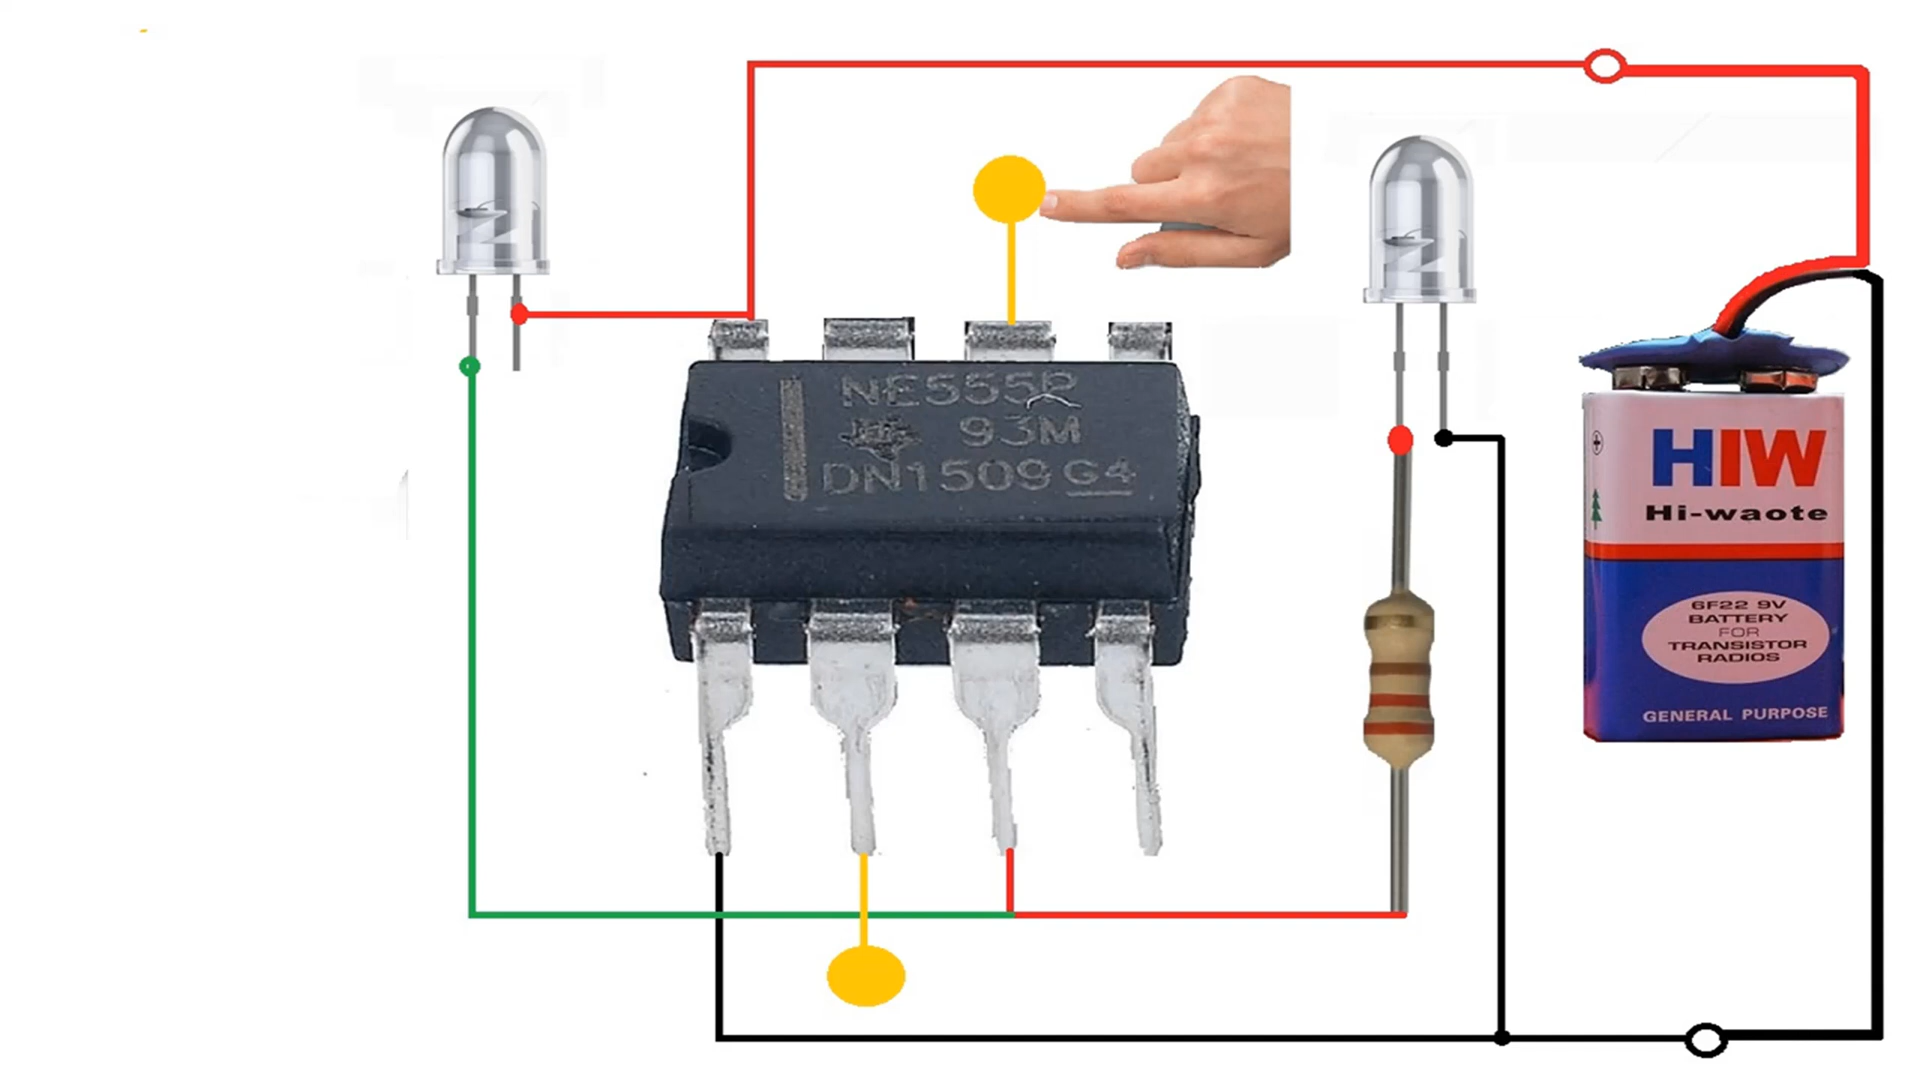 NE555P
93M
DN1509 G4
HIW
Hi-waote
6F22 9V
BATTERY
FOR
TRANSISTOR
RADIOS
GENERAL PURPOSE